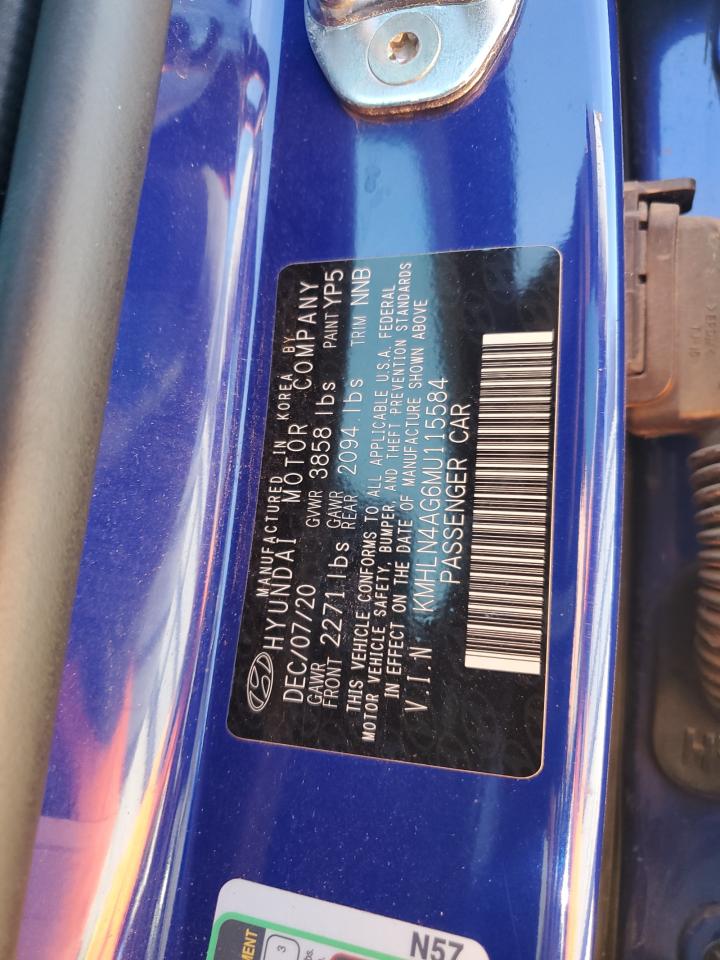 MANUFACTURED IN KOREA BY
HYUNDAI MOTOR COMPANY
DEC/07/20 GVWR 3858 lbs PAINT YP5
GAWR FRONT 2271 lbs GAWR REAR 2094 lbs TRIM NNB
THIS VEHICLE CONFORMS TO ALL APPLICABLE U.S.A. FEDERAL
MOTOR VEHICLE SAFETY, BUMPER, AND THEFT PREVENTION STANDARDS
IN EFFECT ON THE DATE OF MANUFACTURE SHOWN ABOVE
V.I.N KMHLN4AG6MU115584
PASSENGER CAR
N57
MENT
3